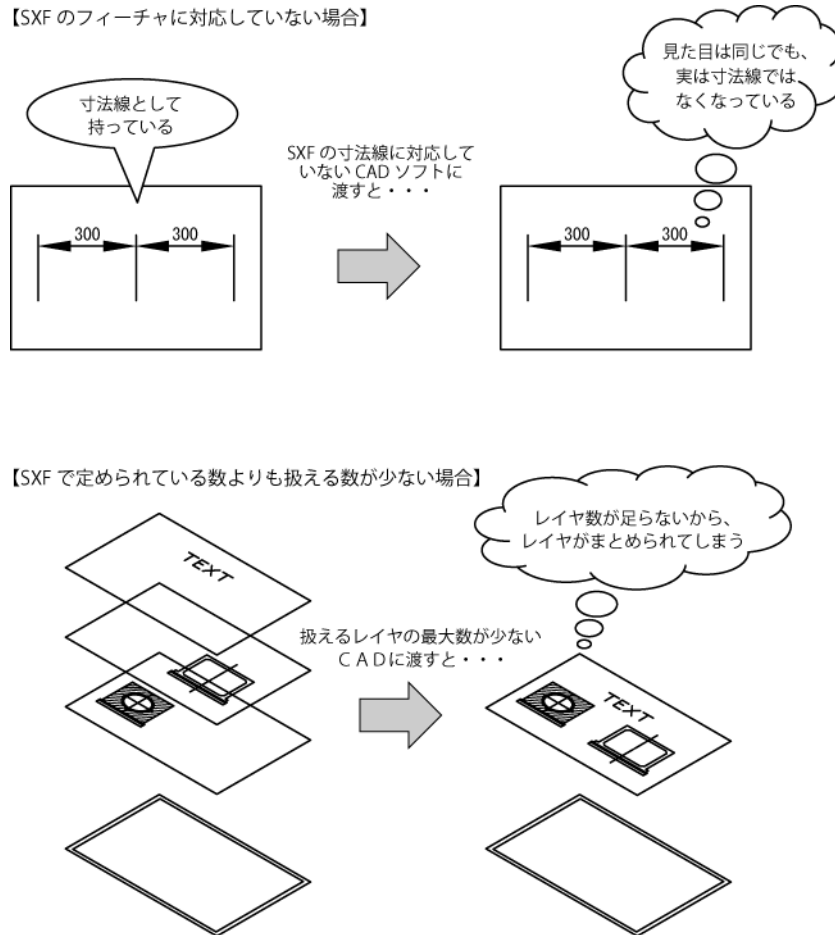 【SXF のフィーチャに対応していない場合】
見た目は同じでも、
実は寸法線では
なくなっている
寸法線として
持っている
SXF の寸法線に対応して
いない CAD ソフトに
渡すと・・・
300
300
300
300
【SXF で定められている数よりも扱える数が少ない場合】
レイヤ数が足らないから、
レイヤがまとめられてしまう
TEXT
扱えるレイヤの最大数が少ない
ＣＡＤに渡すと・・・
TEXT